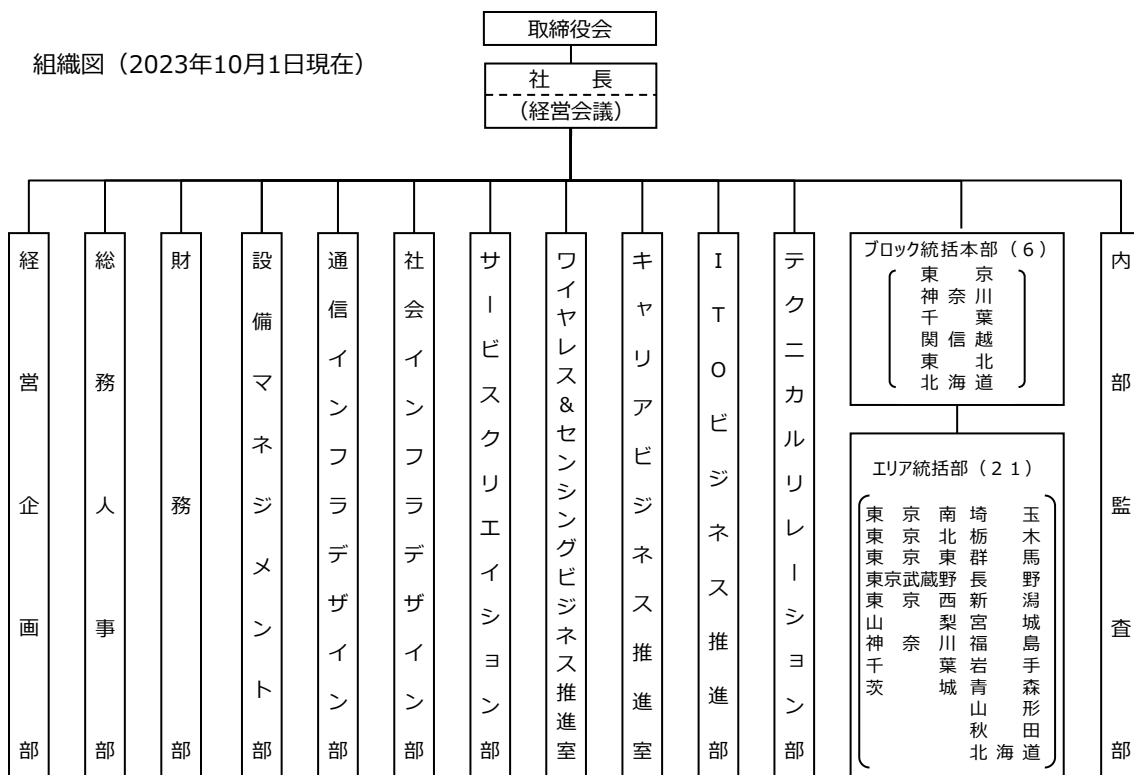 取締役会
組織図（2023年10月1日現在）
社　長
（経営会議）
経営企画部
総務人事部
財務部
設備マネジメント部
通信インフラデザイン部
社会インフラデザイン部
サービスクリエイション部
ワイヤレス&センシングビジネス推進室
キャリアビジネス推進室
ITOビジネス推進部
テクニカルリレーション部
ブロック統括本部（6）
東京
神奈川
千葉
関信越
東北
北海道
エリア統括部（21）
東京南
東京北
東京東
東京武蔵野
東京西
山梨
神奈川
千葉
茨城
埼玉
栃木
群馬
長野
新潟
宮城
福島
岩手
青森
山形
秋田
北海道
内部監査部